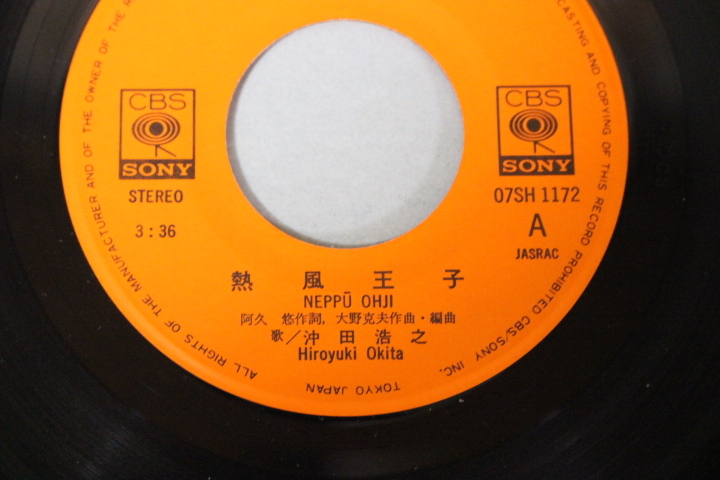 CBS
SONY
STEREO
3:36
CBS
SONY
07SH 1172
A
JASRAC
熱風王子
NEPPŪ OHJI
阿久 悠作詞, 大野克夫作曲・編曲
歌/沖田浩之
Hiroyuki Okita
ALL RIGHTS OF THE MANUFACTURER AND OF THE OWNER OF THE
CASTING AND COPYING OF THIS RECORD PROHIBITED CBS/SONY INC.
TOKYO JAPAN